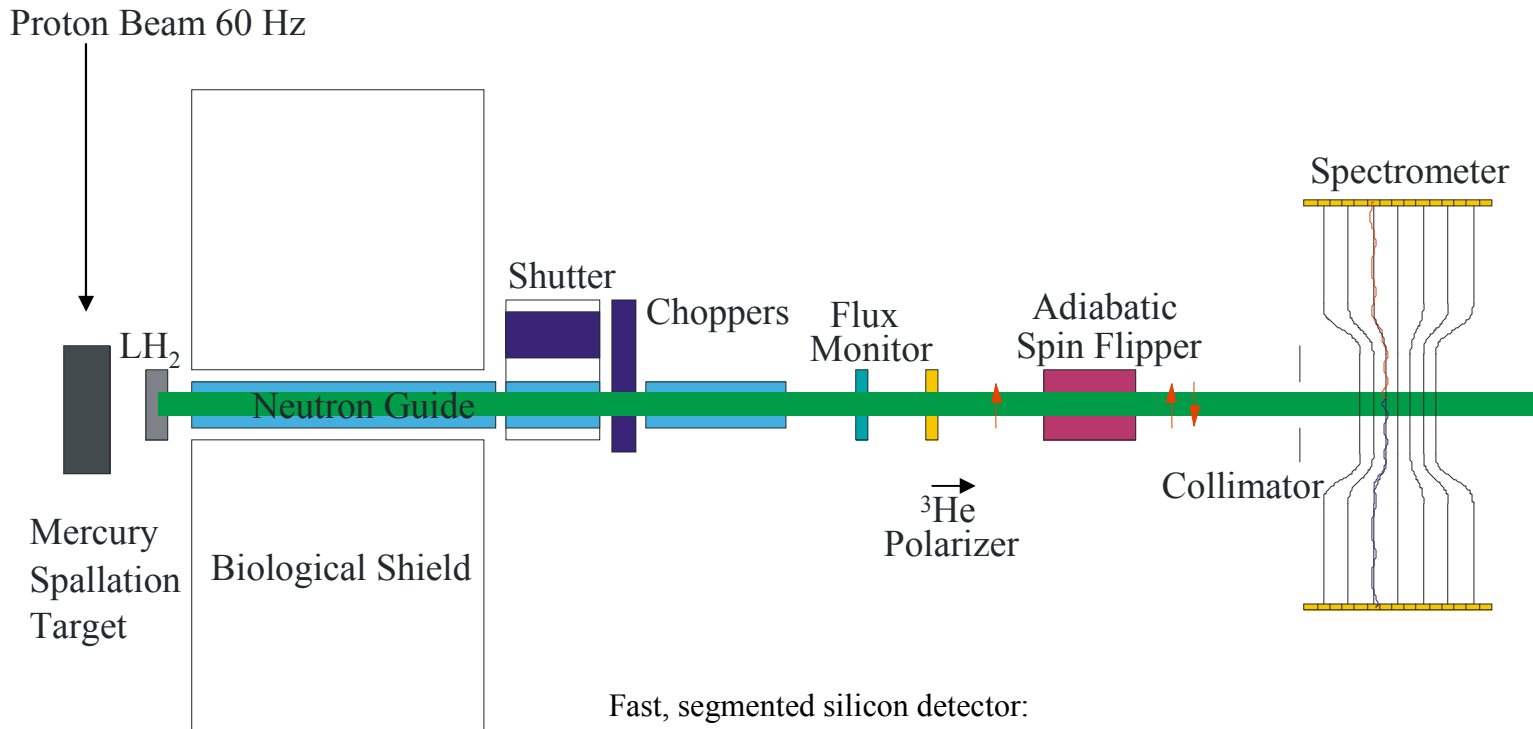 Proton Beam 60 Hz
Spectrometer
Shutter
Choppers
Flux
Monitor
Adiabatic
Spin Flipper
LH₂
Neutron Guide
Collimator
³He
Polarizer
Mercury
Spallation
Target
Biological Shield
Fast, segmented silicon detector: